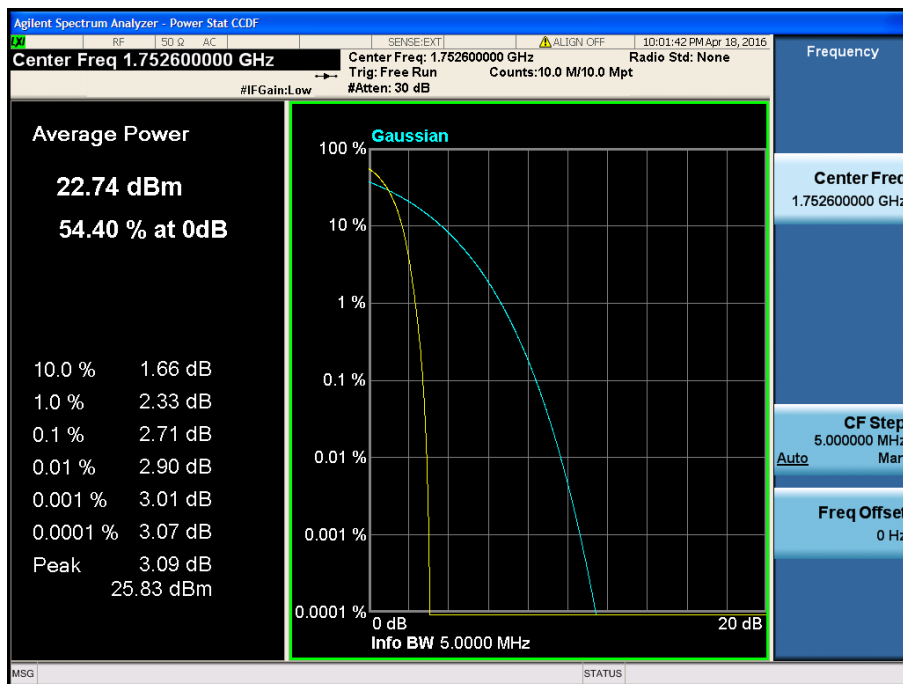 Agilent Spectrum Analyzer - Power Stat CCDF
LXI RF 50 Ω AC SENSE:EXT ALIGN OFF 10:01:42 PM Apr 18, 2016
Center Freq 1.752600000 GHz
Center Freq: 1.752600000 GHz Radio Std: None
Trig: Free Run Counts:10.0 M/10.0 Mpt
#IFGain:Low #Atten: 30 dB
Average Power
22.74 dBm
54.40 % at 0dB
10.0 % 1.66 dB
1.0 % 2.33 dB
0.1 % 2.71 dB
0.01 % 2.90 dB
0.001 % 3.01 dB
0.0001 % 3.07 dB
Peak 3.09 dB
25.83 dBm
Gaussian
100 %
10 %
1 %
0.1 %
0.01 %
0.001 %
0.0001 %
0 dB 20 dB
Info BW 5.0000 MHz
Frequency
Center Freq
1.752600000 GHz
CF Step
5.000000 MHz
Auto Man
Freq Offset
0 Hz
MSG STATUS